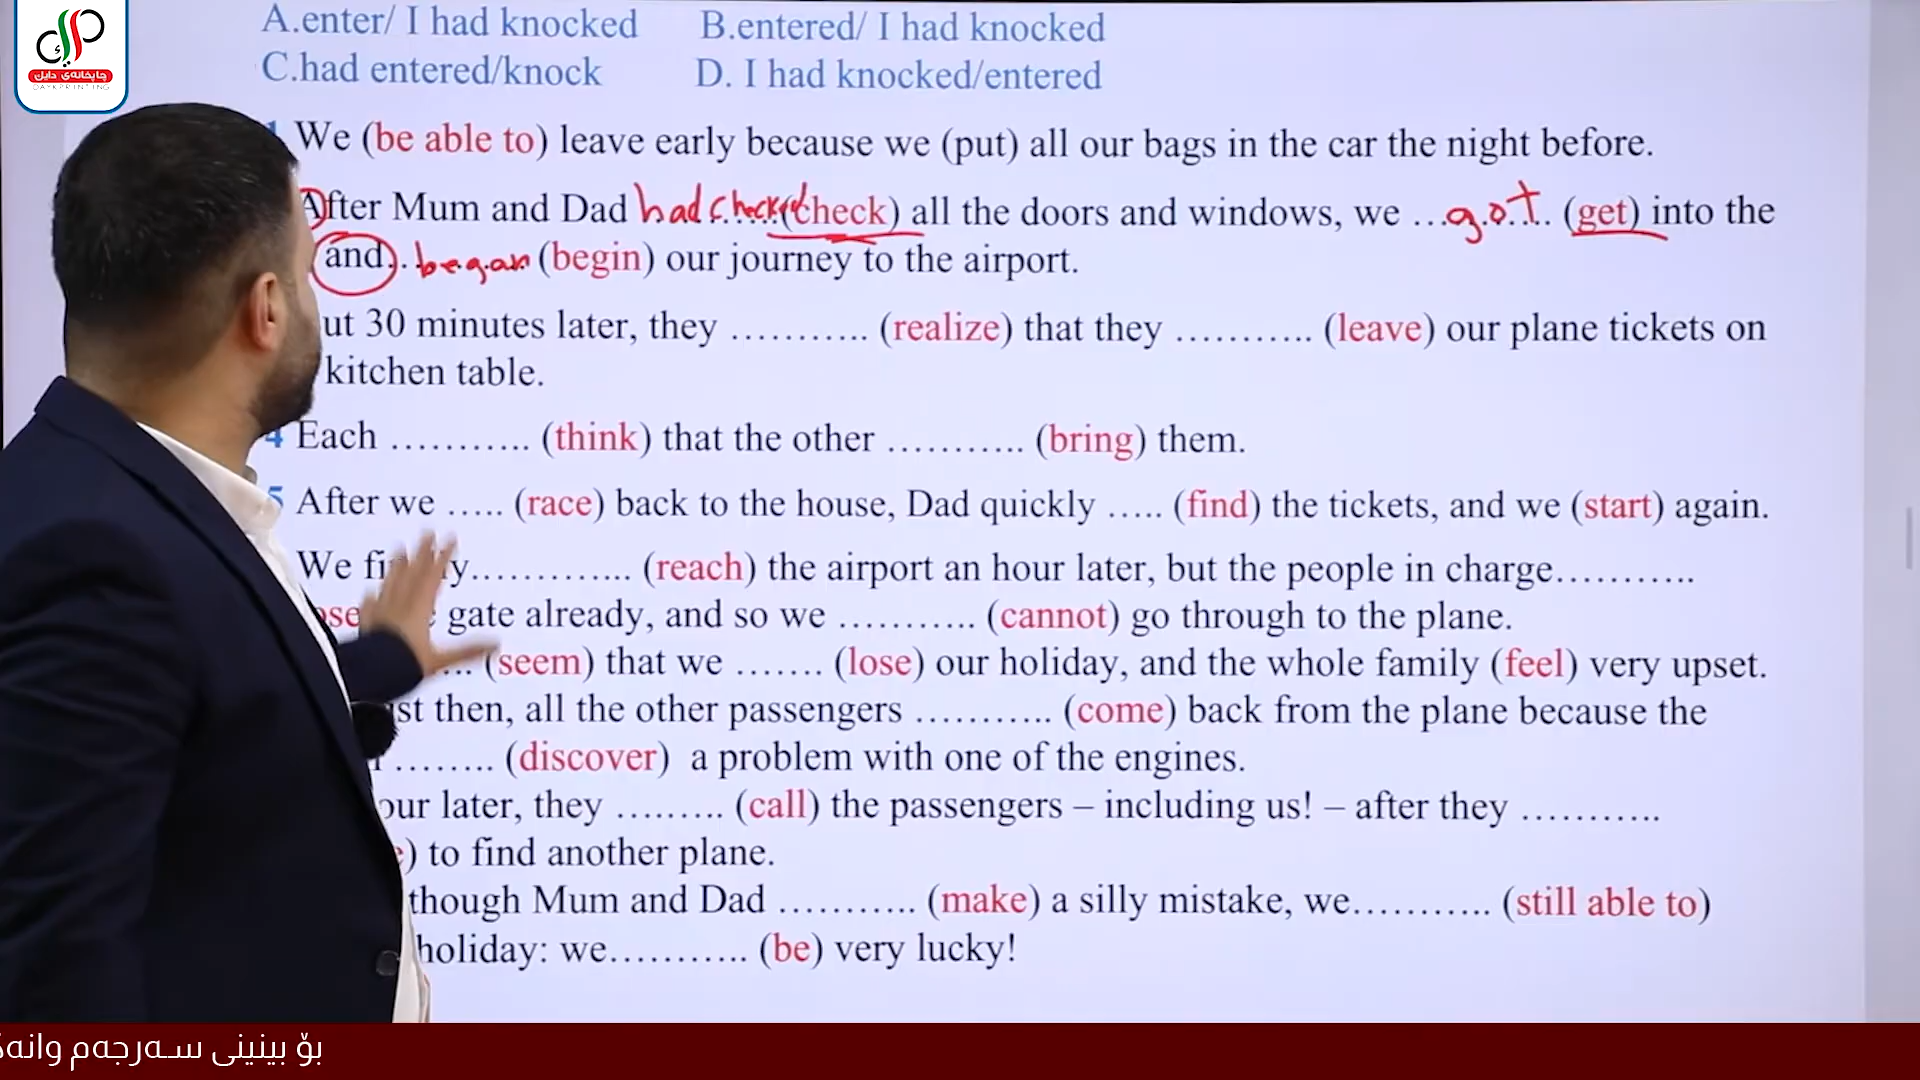 چاپخانەی دایك
DAYK PRINTING
A.enter/ I had knocked B.entered/ I had knocked
C.had entered/knock D. I had knocked/entered
We (be able to) leave early because we (put) all our bags in the car the night before.
After Mum and Dad had checked (check) all the doors and windows, we ...got... (get) into the
and.. began (begin) our journey to the airport.
ut 30 minutes later, they ……….. (realize) that they ……….. (leave) our plane tickets on
kitchen table.
4 Each ……….. (think) that the other ……….. (bring) them.
5 After we ….. (race) back to the house, Dad quickly ….. (find) the tickets, and we (start) again.
We finally…………. (reach) the airport an hour later, but the people in charge………..
gate already, and so we ……….. (cannot) go through to the plane.
… (seem) that we ……. (lose) our holiday, and the whole family (feel) very upset.
st then, all the other passengers ……….. (come) back from the plane because the
…….. (discover) a problem with one of the engines.
our later, they ……... (call) the passengers – including us! – after they ………..
) to find another plane.
though Mum and Dad ……….. (make) a silly mistake, we……….. (still able to)
holiday: we……….. (be) very lucky!
بۆ بینینی سەرجەم